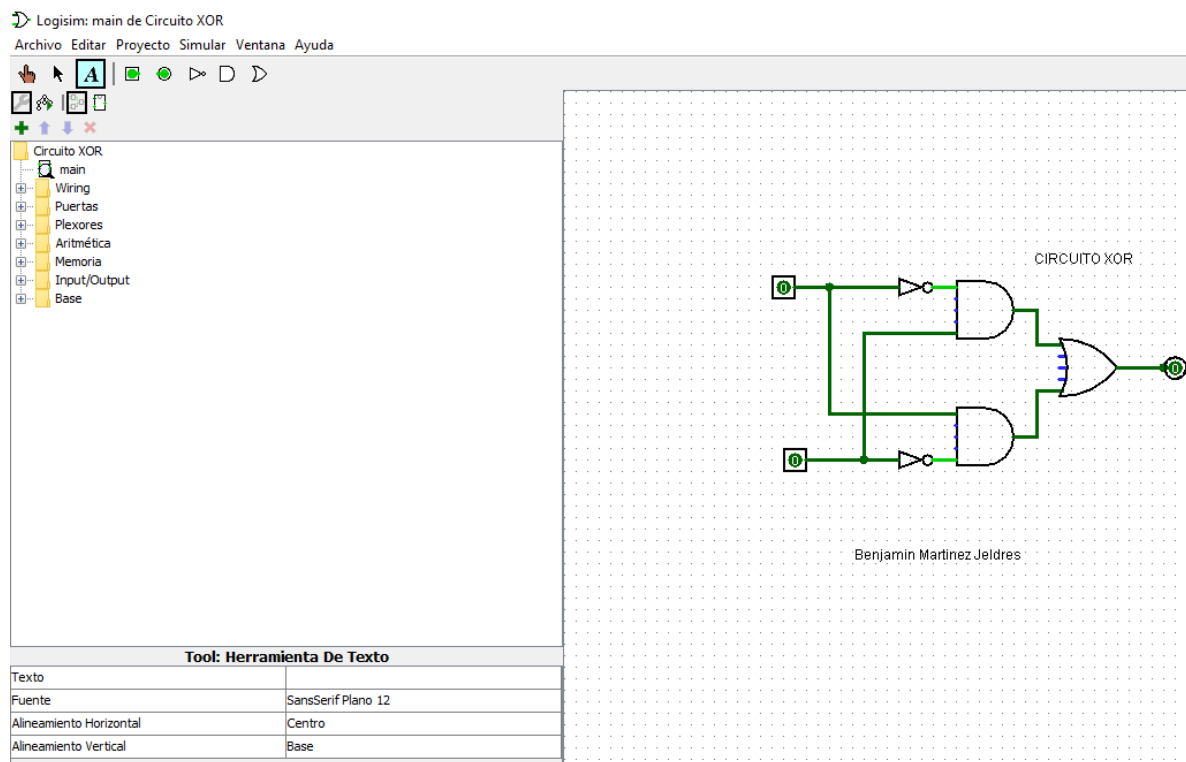 Logisim: main de Circuito XOR
Archivo Editar Proyecto Simular Ventana Ayuda
A
Circuito XOR
main
Wiring
Puertas
Plexores
Aritmética
Memoria
Input/Output
Base
CIRCUITO XOR
0
0
0
Benjamin Martinez Jeldres
Tool: Herramienta De Texto
Texto
Fuente SansSerif Plano 12
Alineamiento Horizontal Centro
Alineamiento Vertical Base